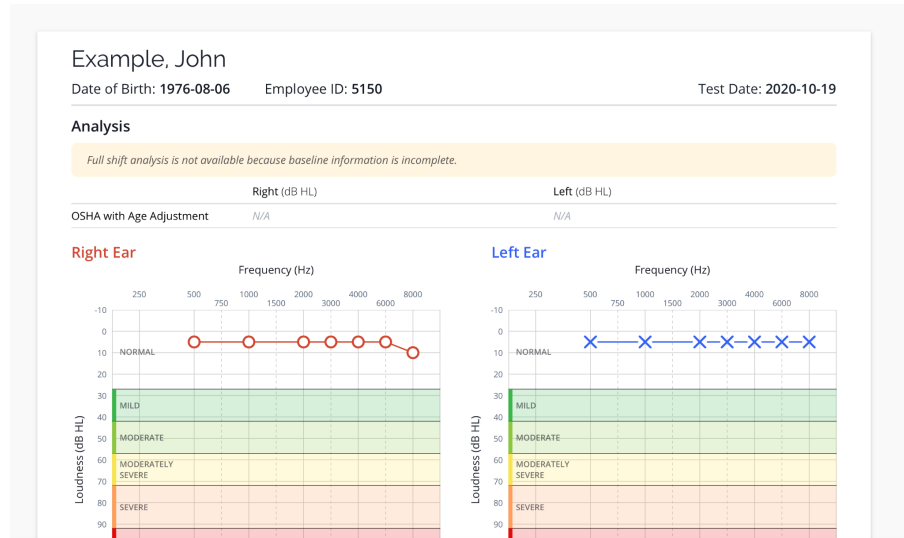 Example, John
Date of Birth: 1976-08-06 Employee ID: 5150 Test Date: 2020-10-19
Analysis
Full shift analysis is not available because baseline information is incomplete.
Right (dB HL) Left (dB HL)
OSHA with Age Adjustment N/A N/A
Right Ear
Frequency (Hz)
250 500 1000 2000 4000 8000
750 1500 3000 6000
-10
0
10
20
30
40
50
60
70
80
90
Loudness (dB HL)
NORMAL
MILD
MODERATE
MODERATELY
SEVERE
SEVERE
Left Ear
Frequency (Hz)
250 500 1000 2000 4000 8000
750 1500 3000 6000
-10
0
10
20
30
40
50
60
70
80
90
Loudness (dB HL)
NORMAL
MILD
MODERATE
MODERATELY
SEVERE
SEVERE